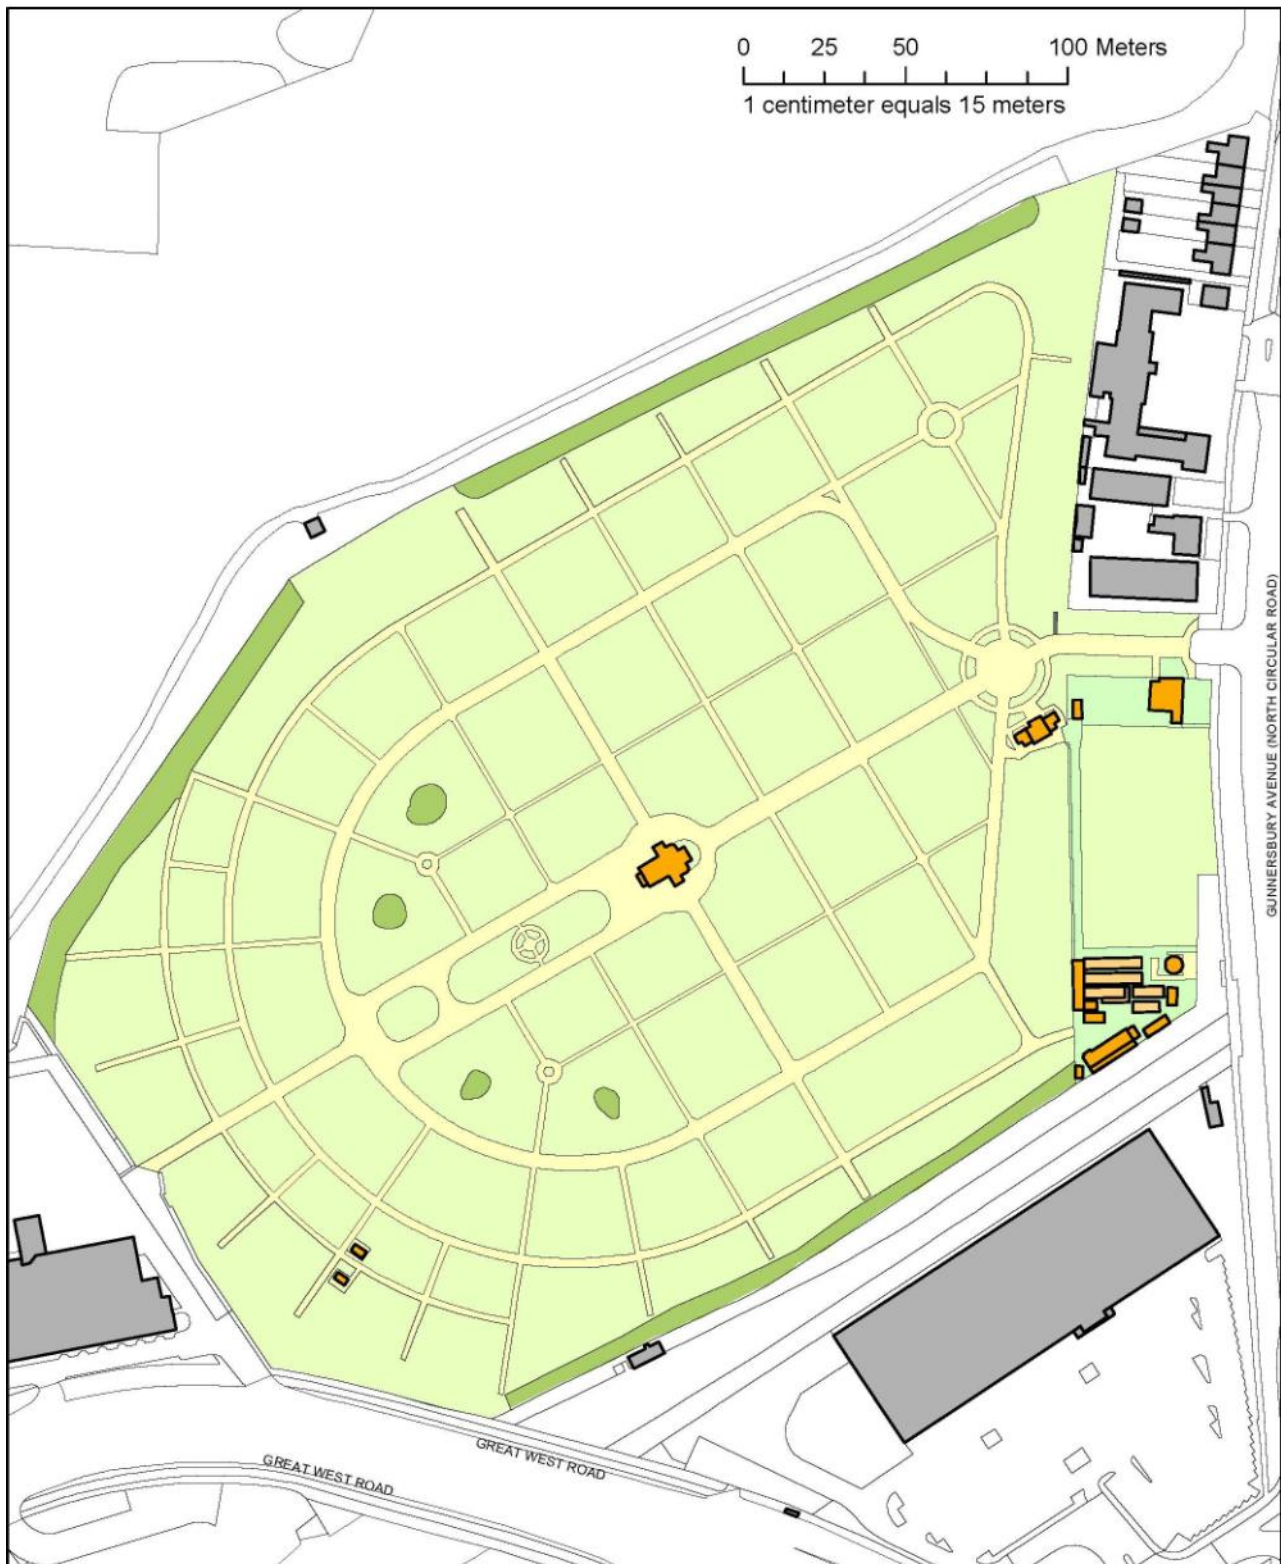 0 25 50 100 Meters
1 centimeter equals 15 meters
GUNNERSBURY AVENUE (NORTH CIRCULAR ROAD)
GREAT WEST ROAD
GREAT WEST ROAD